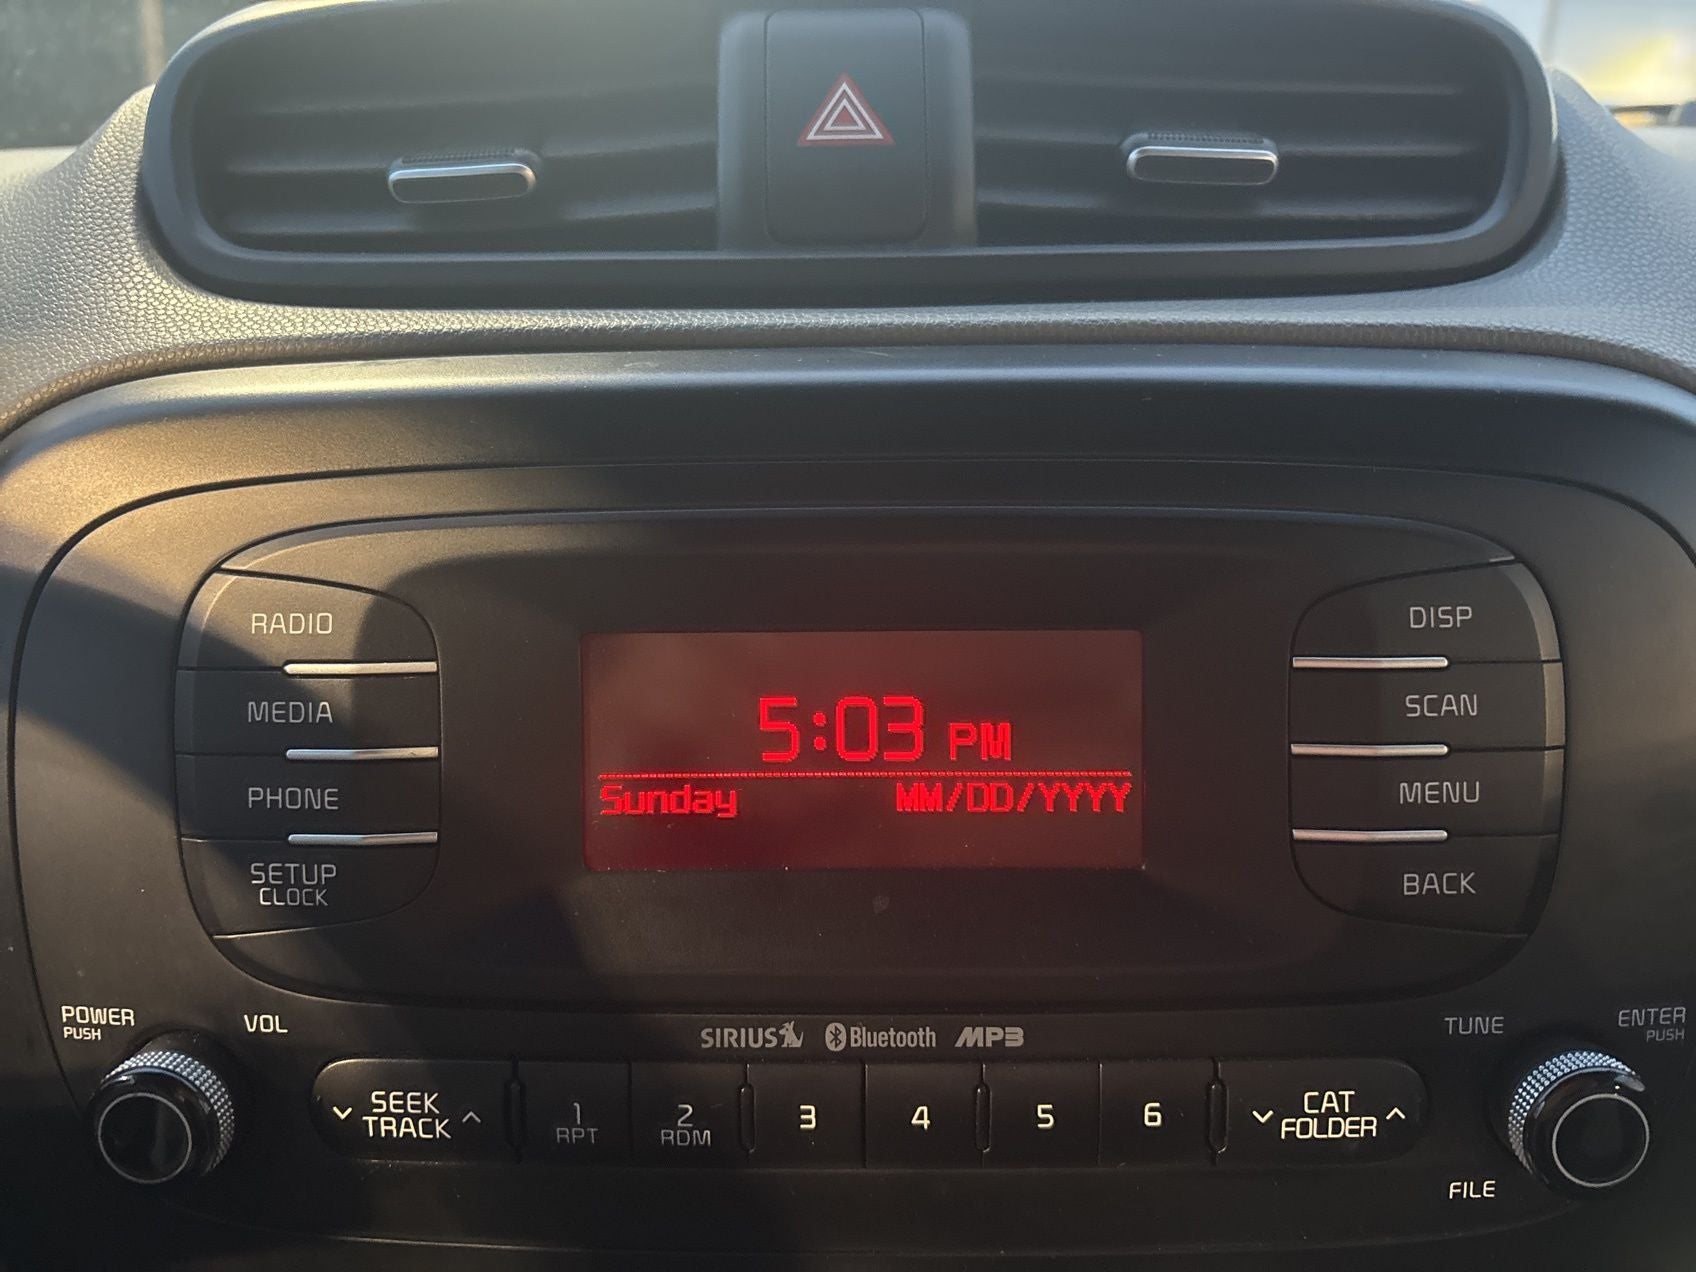 RADIO
MEDIA
PHONE
SETUP
CLOCK
5:03 PM
Sunday MM/DD/YYYY
DISP
SCAN
MENU
BACK
POWER
PUSH
VOL
SIRIUS Bluetooth MP3
TUNE
ENTER
PUSH
SEEK
TRACK
1
RPT
2
RDM
3
4
5
6
CAT
FOLDER
FILE